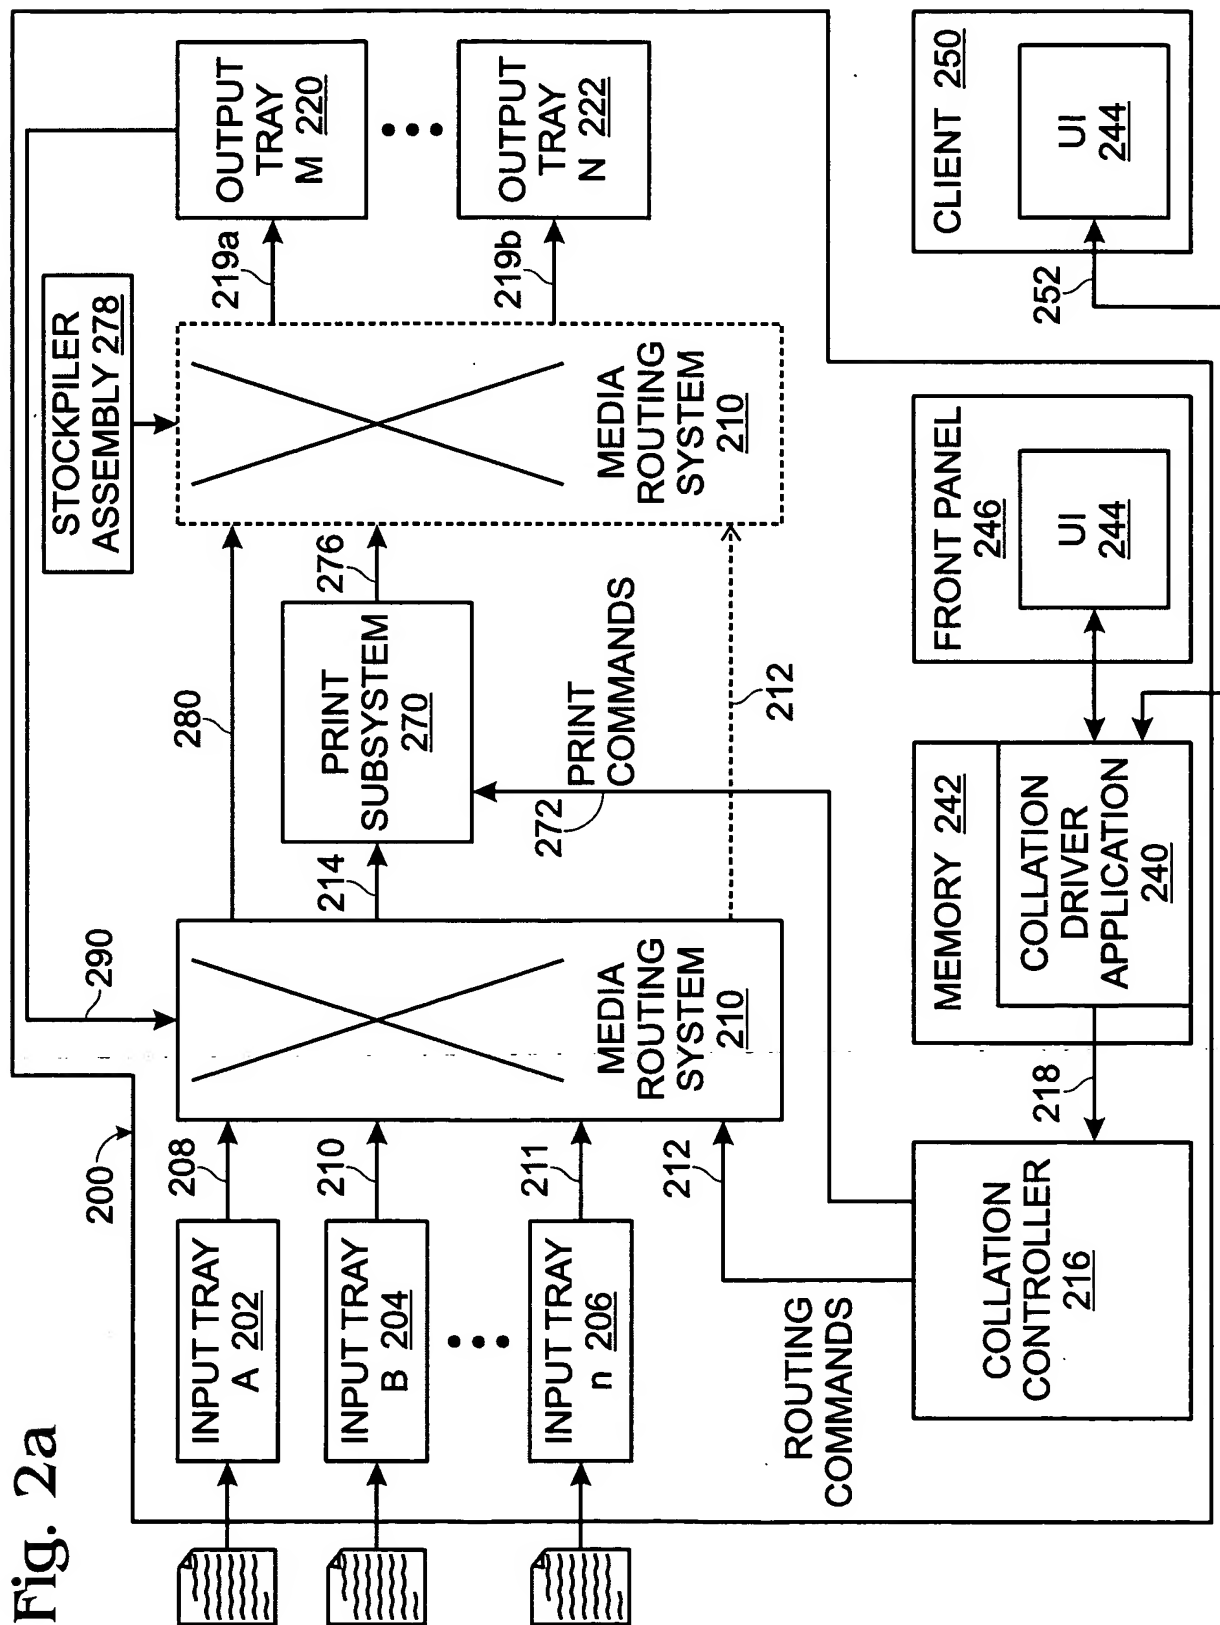 Fig. 2a
200
INPUT TRAY
A 202
208
INPUT TRAY
B 204
210
INPUT TRAY
n 206
211
212
ROUTING
COMMANDS
MEDIA
ROUTING
SYSTEM
210
290
280
214
PRINT
SUBSYSTEM
270
276
272
PRINT
COMMANDS
212
STOCKPILER
ASSEMBLY 278
MEDIA
ROUTING
SYSTEM
210
219a
219b
OUTPUT
TRAY
M 220
OUTPUT
TRAY
N 222
COLLATION
CONTROLLER
216
218
MEMORY 242
COLLATION
DRIVER
APPLICATION
240
FRONT PANEL
246
UI
244
252
CLIENT 250
UI
244